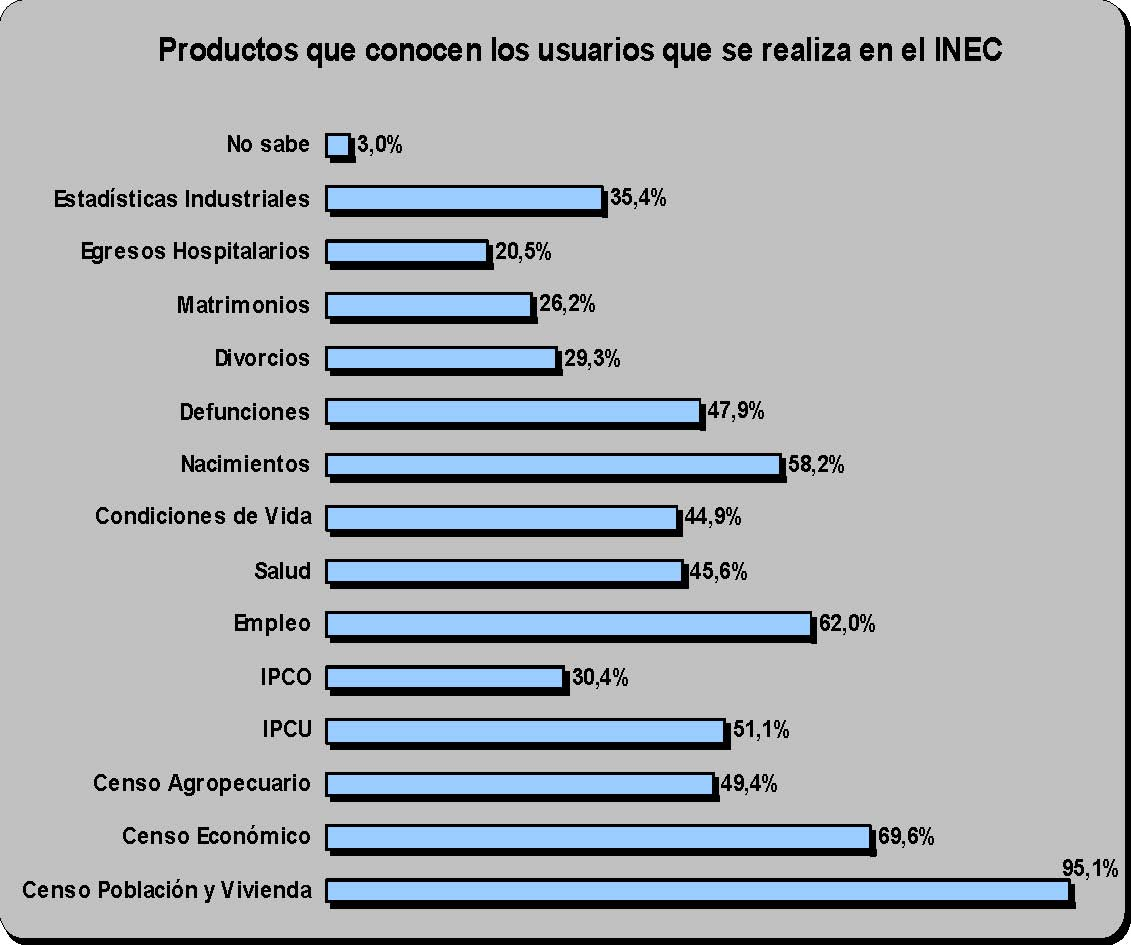 Productos que conocen los usuarios que se realiza en el INEC
No sabe 3,0%
Estadísticas Industriales 35,4%
Egresos Hospitalarios 20,5%
Matrimonios 26,2%
Divorcios 29,3%
Defunciones 47,9%
Nacimientos 58,2%
Condiciones de Vida 44,9%
Salud 45,6%
Empleo 62,0%
IPCO 30,4%
IPCU 51,1%
Censo Agropecuario 49,4%
Censo Económico 69,6%
Censo Población y Vivienda 95,1%